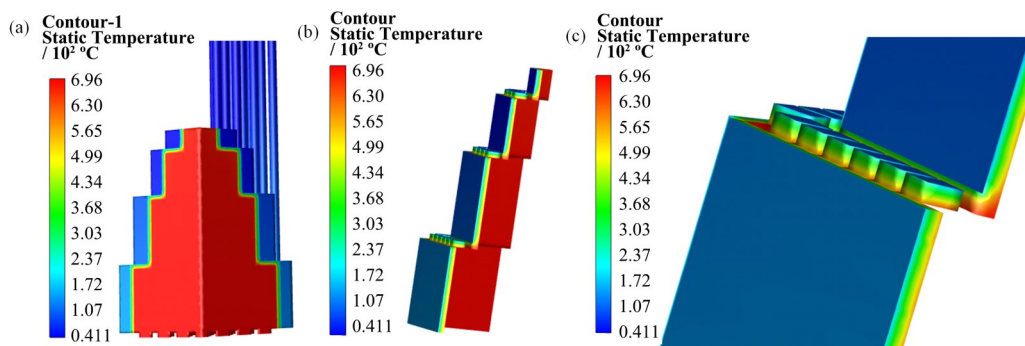 (a)
Contour-1
Static Temperature
/ 10² ºC
6.96
6.30
5.65
4.99
4.34
3.68
3.03
2.37
1.72
1.07
0.411
(b)
Contour
Static Temperature
/ 10² ºC
6.96
6.30
5.65
4.99
4.34
3.68
3.03
2.37
1.72
1.07
0.411
(c)
Contour
Static Temperature
/ 10² ºC
6.96
6.30
5.65
4.99
4.34
3.68
3.03
2.37
1.72
1.07
0.411